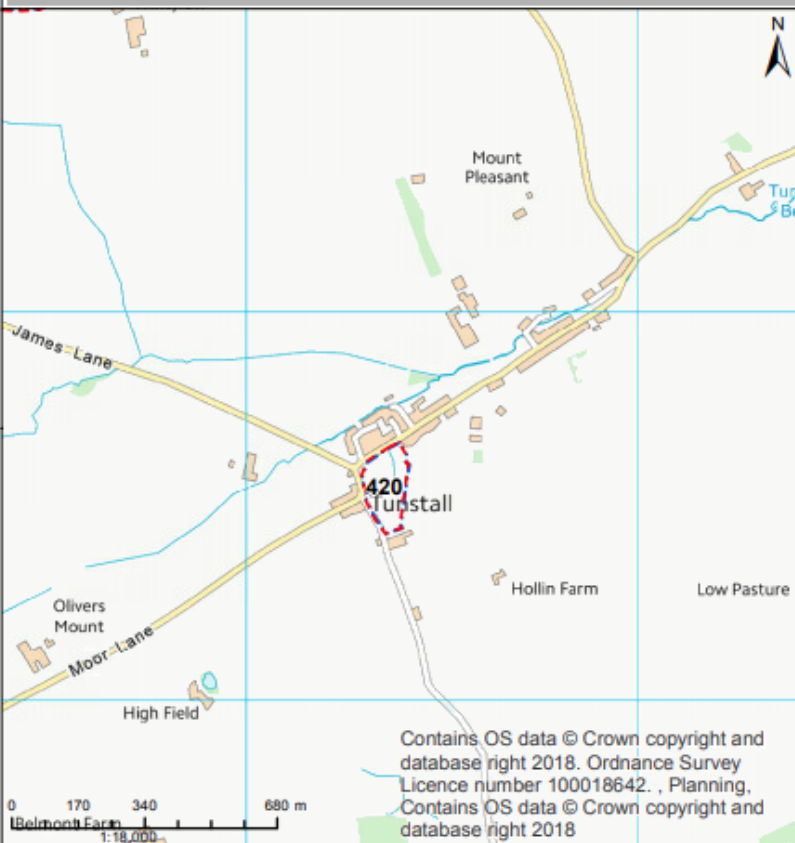 N
Mount
Pleasant
James Lane
420
Tunstall
Hollin Farm
Low Pasture
Olivers
Mount
Moor Lane
High Field
Contains OS data © Crown copyright and
database right 2018. Ordnance Survey
Licence number 100018642. , Planning,
Contains OS data © Crown copyright and
database right 2018
0 170 340 680 m
Belmont Farm
1:18,000